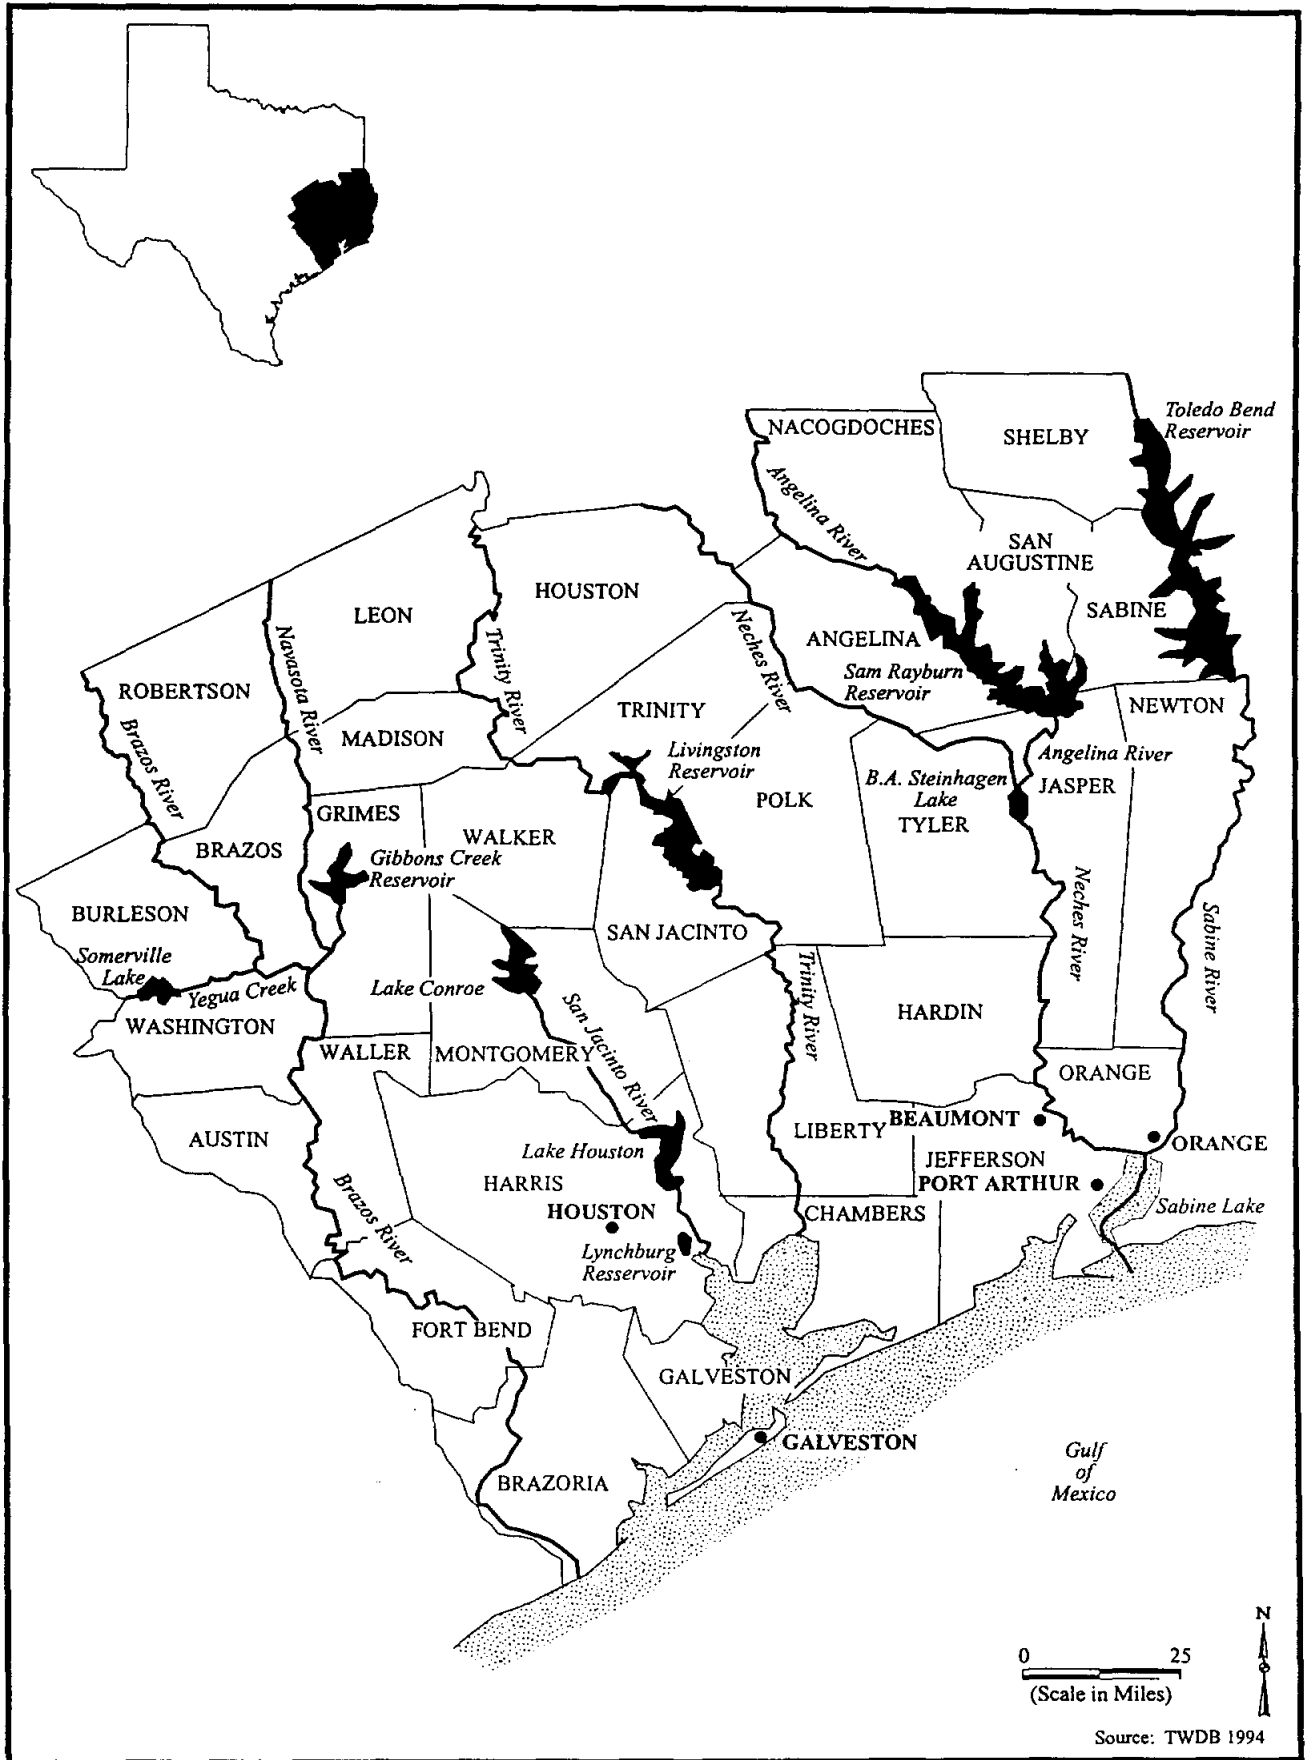 Toledo Bend
Reservoir
NACOGDOCHES
SHELBY
Angelina River
SAN
AUGUSTINE
HOUSTON
LEON
SABINE
Navasota River
Trinity River
Neches River
ANGELINA
Sam Rayburn
Reservoir
ROBERTSON
TRINITY
NEWTON
Brazos River
MADISON
Livingston
Reservoir
Angelina River
B.A. Steinhagen
Lake
JASPER
POLK
GRIMES
TYLER
WALKER
BRAZOS
Gibbons Creek
Reservoir
Neches River
Sabine River
BURLESON
SAN JACINTO
Somerville
Lake
Yegua Creek
Lake Conroe
Trinity River
San Jacinto River
WASHINGTON
HARDIN
WALLER
MONTGOMERY
ORANGE
AUSTIN
LIBERTY
BEAUMONT
ORANGE
Lake Houston
JEFFERSON
HARRIS
PORT ARTHUR
Brazos River
HOUSTON
CHAMBERS
Sabine Lake
Lynchburg
Resservoir
FORT BEND
GALVESTON
GALVESTON
BRAZORIA
Gulf
of
Mexico
N
0 25
(Scale in Miles)
Source: TWDB 1994